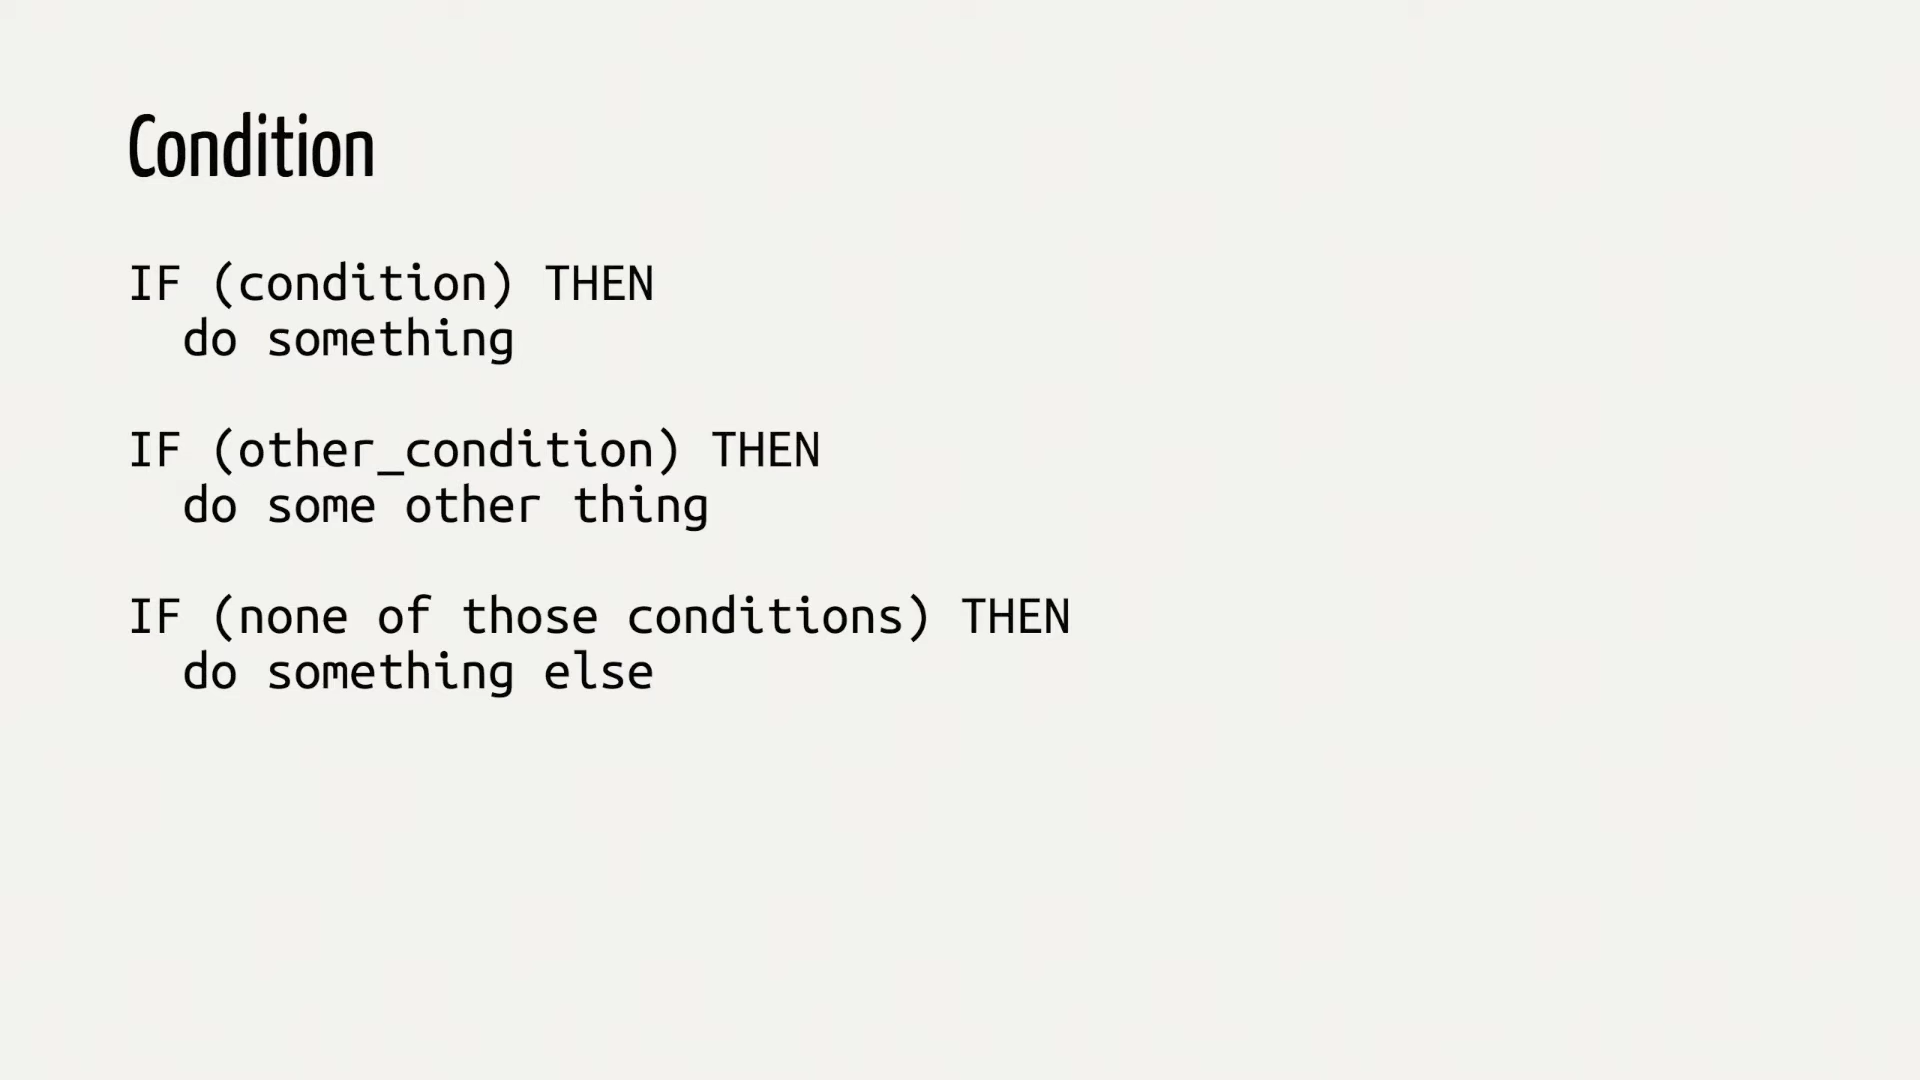 Condition
IF (condition) THEN
  do something
IF (other_condition) THEN
  do some other thing
IF (none of those conditions) THEN
  do something else